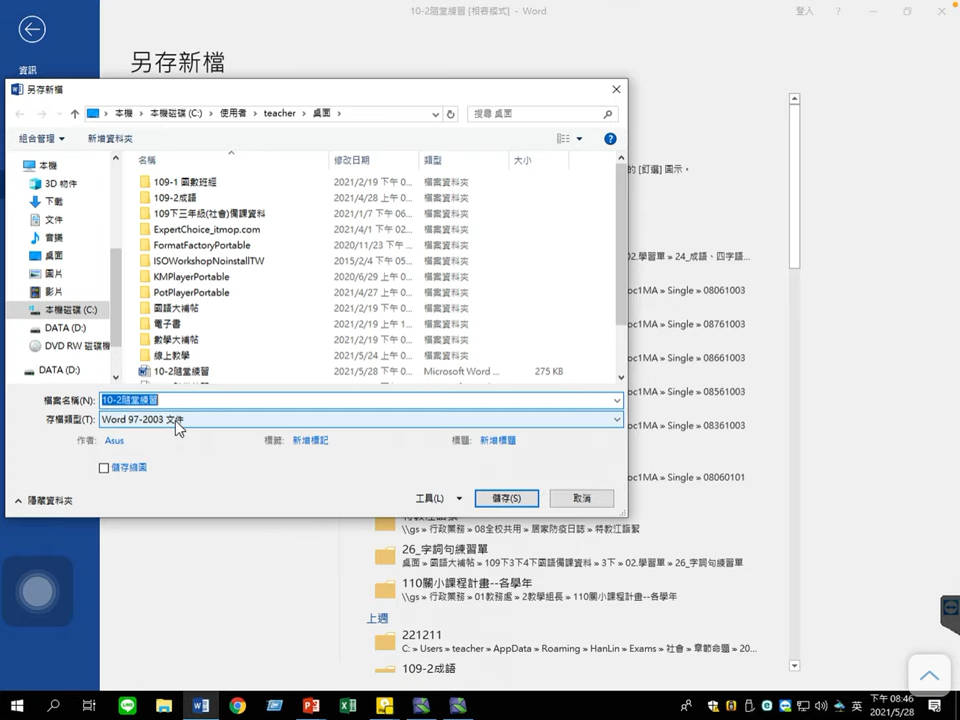 10-2隨堂練習 [相容模式] - Word
登入
?
另存新檔
資訊
另存新檔
本機 › 本機磁碟 (C:) › 使用者 › teacher › 桌面 ›
搜尋 桌面
組合管理
新增資料夾
名稱 修改日期 類型 大小
本機
3D 物件
下載
文件
音樂
桌面
圖片
影片
本機磁碟 (C:)
DATA (D:)
DVD RW 磁碟機
DATA (D:)
109-1 國數班經 2021/2/19 下午 0... 檔案資料夾
109-2成語 2021/4/28 上午 0... 檔案資料夾
109下三年級(社會)備課資料 2021/1/7 下午 06... 檔案資料夾
ExpertChoice_itmop.com 2021/4/1 下午 02... 檔案資料夾
FormatFactoryPortable 2020/11/23 下午 ... 檔案資料夾
ISOWorkshopNoinstallTW 2015/2/4 下午 05... 檔案資料夾
KMPlayerPortable 2020/6/29 上午 0... 檔案資料夾
PotPlayerPortable 2021/4/27 上午 0... 檔案資料夾
國語大補帖 2021/2/19 下午 0... 檔案資料夾
電子書 2021/2/19 上午 1... 檔案資料夾
數學大補帖 2021/2/19 下午 0... 檔案資料夾
線上教學 2021/5/24 上午 0... 檔案資料夾
10-2隨堂練習 2021/5/28 下午 0... Microsoft Word ... 275 KB
檔案名稱(N): 10-2隨堂練習
存檔類型(T): Word 97-2003 文件
作者: Asus
標籤: 新增標記
標題: 新增標題
儲存縮圖
隱藏資料夾
工具(L)
儲存(S)
取消
的 [釘選] 圖示。
02.學習單 » 24_成語、四字語...
oc1MA » Single » 08061003
oc1MA » Single » 08761003
oc1MA » Single » 08661003
oc1MA » Single » 08561003
oc1MA » Single » 08361003
oc1MA » Single » 08060101
\\gs » 行政業務 » 08全校共用 » 居家防疫日誌 » 特教江詣絮
26_字詞句練習單
桌面 » 國語大補帖 » 109下3下4下國語備課資料 » 3下 » 02.學習單 » 26_字詞句練習單
110關小課程計畫--各學年
\\gs » 行政業務 » 01教務處 » 2教學組長 » 110關小課程計畫--各學年
上週
221211
C: » Users » teacher » AppData » Roaming » HanLin » Exams » 社會 » 章節命題 » 20...
109-2成語
英
下午 08:46
2021/5/28